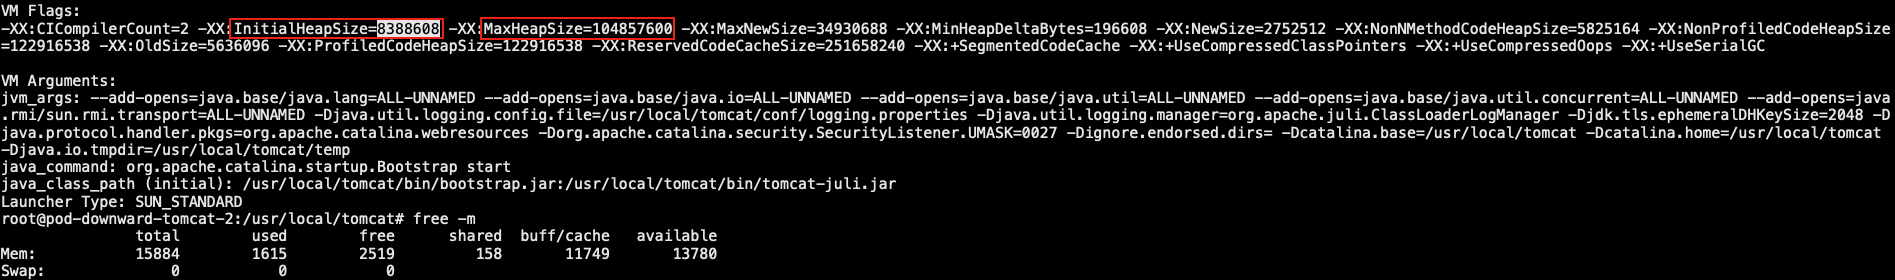 VM Flags:
-XX:CICompilerCount=2 -XX:InitialHeapSize=8388608 -XX:MaxHeapSize=104857600 -XX:MaxNewSize=34930688 -XX:MinHeapDeltaBytes=196608 -XX:NewSize=2752512 -XX:NonNMethodCodeHeapSize=5825164 -XX:NonProfiledCodeHeapSize
=122916538 -XX:OldSize=5636096 -XX:ProfiledCodeHeapSize=122916538 -XX:ReservedCodeCacheSize=251658240 -XX:+SegmentedCodeCache -XX:+UseCompressedClassPointers -XX:+UseCompressedOops -XX:+UseSerialGC
VM Arguments:
jvm_args: --add-opens=java.base/java.lang=ALL-UNNAMED --add-opens=java.base/java.io=ALL-UNNAMED --add-opens=java.base/java.util=ALL-UNNAMED --add-opens=java.base/java.util.concurrent=ALL-UNNAMED --add-opens=java
.rmi/sun.rmi.transport=ALL-UNNAMED -Djava.util.logging.config.file=/usr/local/tomcat/conf/logging.properties -Djava.util.logging.manager=org.apache.juli.ClassLoaderLogManager -Djdk.tls.ephemeralDHKeySize=2048 -D
java.protocol.handler.pkgs=org.apache.catalina.webresources -Dorg.apache.catalina.security.SecurityListener.UMASK=0027 -Dignore.endorsed.dirs= -Dcatalina.base=/usr/local/tomcat -Dcatalina.home=/usr/local/tomcat
-Djava.io.tmpdir=/usr/local/tomcat/temp
java_command: org.apache.catalina.startup.Bootstrap start
java_class_path (initial): /usr/local/tomcat/bin/bootstrap.jar:/usr/local/tomcat/bin/tomcat-juli.jar
Launcher Type: SUN_STANDARD
root@pod-downward-tomcat-2:/usr/local/tomcat# free -m
total used free shared buff/cache available
Mem: 15884 1615 2519 158 11749 13780
Swap: 0 0 0